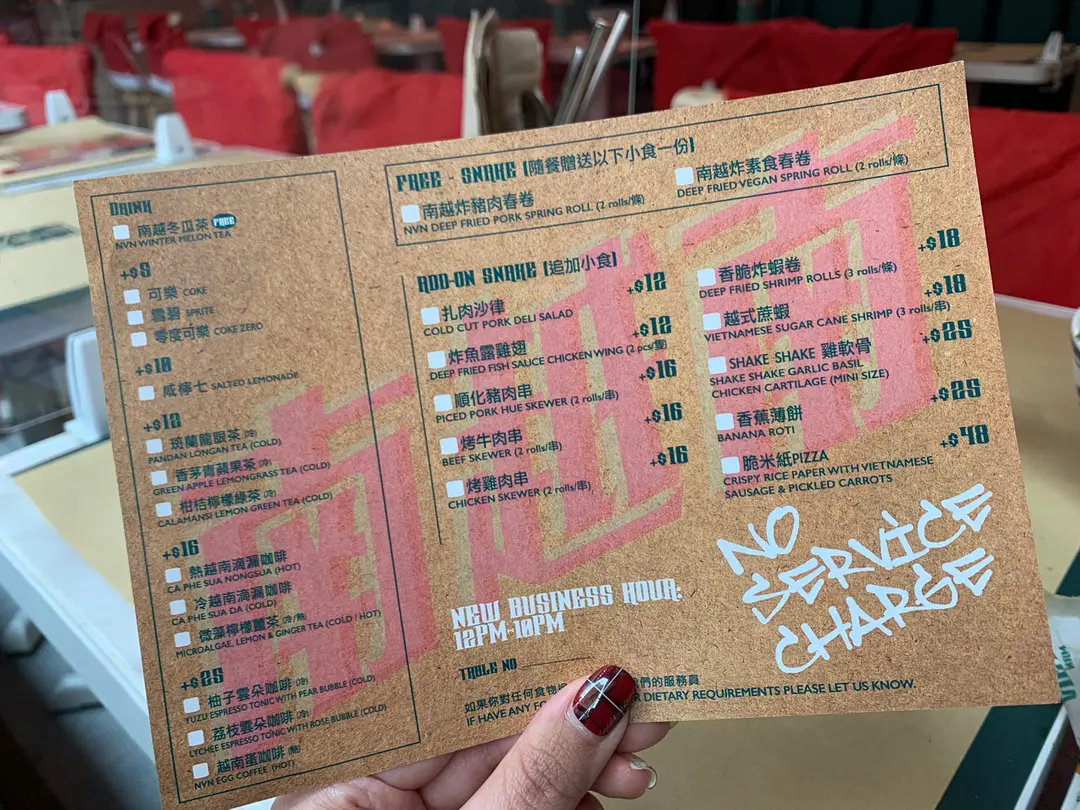 DRINK
南越冬瓜茶 FREE
NVN WINTER MELON TEA
+$9
可樂 COKE
雪碧 SPRITE
零度可樂 COKE ZERO
+$10
咸檸七 SALTED LEMONADE
+$12
斑蘭龍眼茶 (冷)
PANDAN LONGAN TEA (COLD)
香茅青蘋果茶 (冷)
GREEN APPLE LEMONGRASS TEA (COLD)
柑桔檸檬綠茶 (冷)
CALAMANSI LEMON GREEN TEA (COLD)
+$16
熱越南滴漏咖啡
CA PHE SUA NONGSUA (HOT)
冷越南滴漏咖啡
CA PHE SUA DA (COLD)
微藻檸檬薑茶 (冷/熱)
MICROALGAE, LEMON & GINGER TEA (COLD / HOT)
+$25
柚子雲朵咖啡 (冷)
YUZU ESPRESSO TONIC WITH PEAR BUBBLE (COLD)
荔枝雲朵咖啡 (冷)
LYCHEE ESPRESSO TONIC WITH ROSE BUBBLE (COLD)
越南蛋咖啡 (熱)
NVN EGG COFFEE (HOT)
FREE - SNAKE [隨餐贈送以下小食一份]
南越炸豬肉春卷
NVN DEEP FRIED PORK SPRING ROLL (2 rolls/條)
南越炸素食春卷
DEEP FRIED VEGAN SPRING ROLL (2 rolls/條)
ADD-ON SNAKE [追加小食]
扎肉沙律 +$12
COLD CUT PORK DELI SALAD
炸魚露雞翅 +$12
DEEP FRIED FISH SAUCE CHICKEN WING (2 pcs/隻)
順化豬肉串 +$16
PICED PORK HUE SKEWER (2 rolls/串)
烤牛肉串 +$16
BEEF SKEWER (2 rolls/串)
烤雞肉串 +$16
CHICKEN SKEWER (2 rolls/串)
香脆炸蝦卷 +$18
DEEP FRIED SHRIMP ROLLS (3 rolls/條)
越式蔗蝦 +$18
VIETNAMESE SUGAR CANE SHRIMP (3 rolls/串)
SHAKE SHAKE 雞軟骨 +$25
SHAKE SHAKE GARLIC BASIL
CHICKEN CARTILAGE (MINI SIZE)
香蕉薄餅 +$25
BANANA ROTI
脆米紙PIZZA +$48
CRISPY RICE PAPER WITH VIETNAMESE
SAUSAGE & PICKLED CARROTS
NEW BUSINESS HOUR:
12PM-10PM
NO
SERVICE
CHARGE
TABLE NO
如果你對任何食物 我們的服務員
IF HAVE ANY DIETARY REQUIREMENTS PLEASE LET US KNOW.
南越南